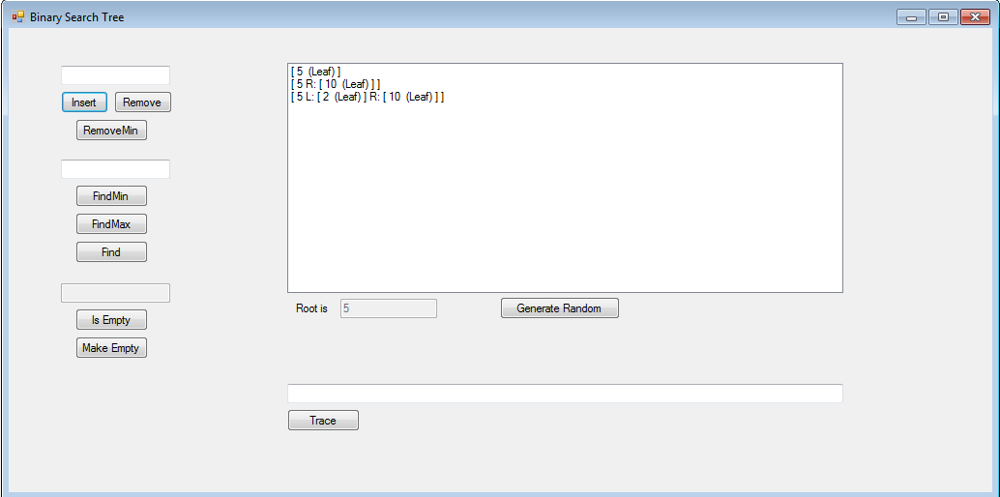 Binary Search Tree
Insert Remove
RemoveMin
FindMin
FindMax
Find
Is Empty
Make Empty
[ 5  (Leaf) ]
[ 5 R: [ 10  (Leaf) ] ]
[ 5 L: [ 2  (Leaf) ] R: [ 10  (Leaf) ] ]
Root is 5 Generate Random
Trace